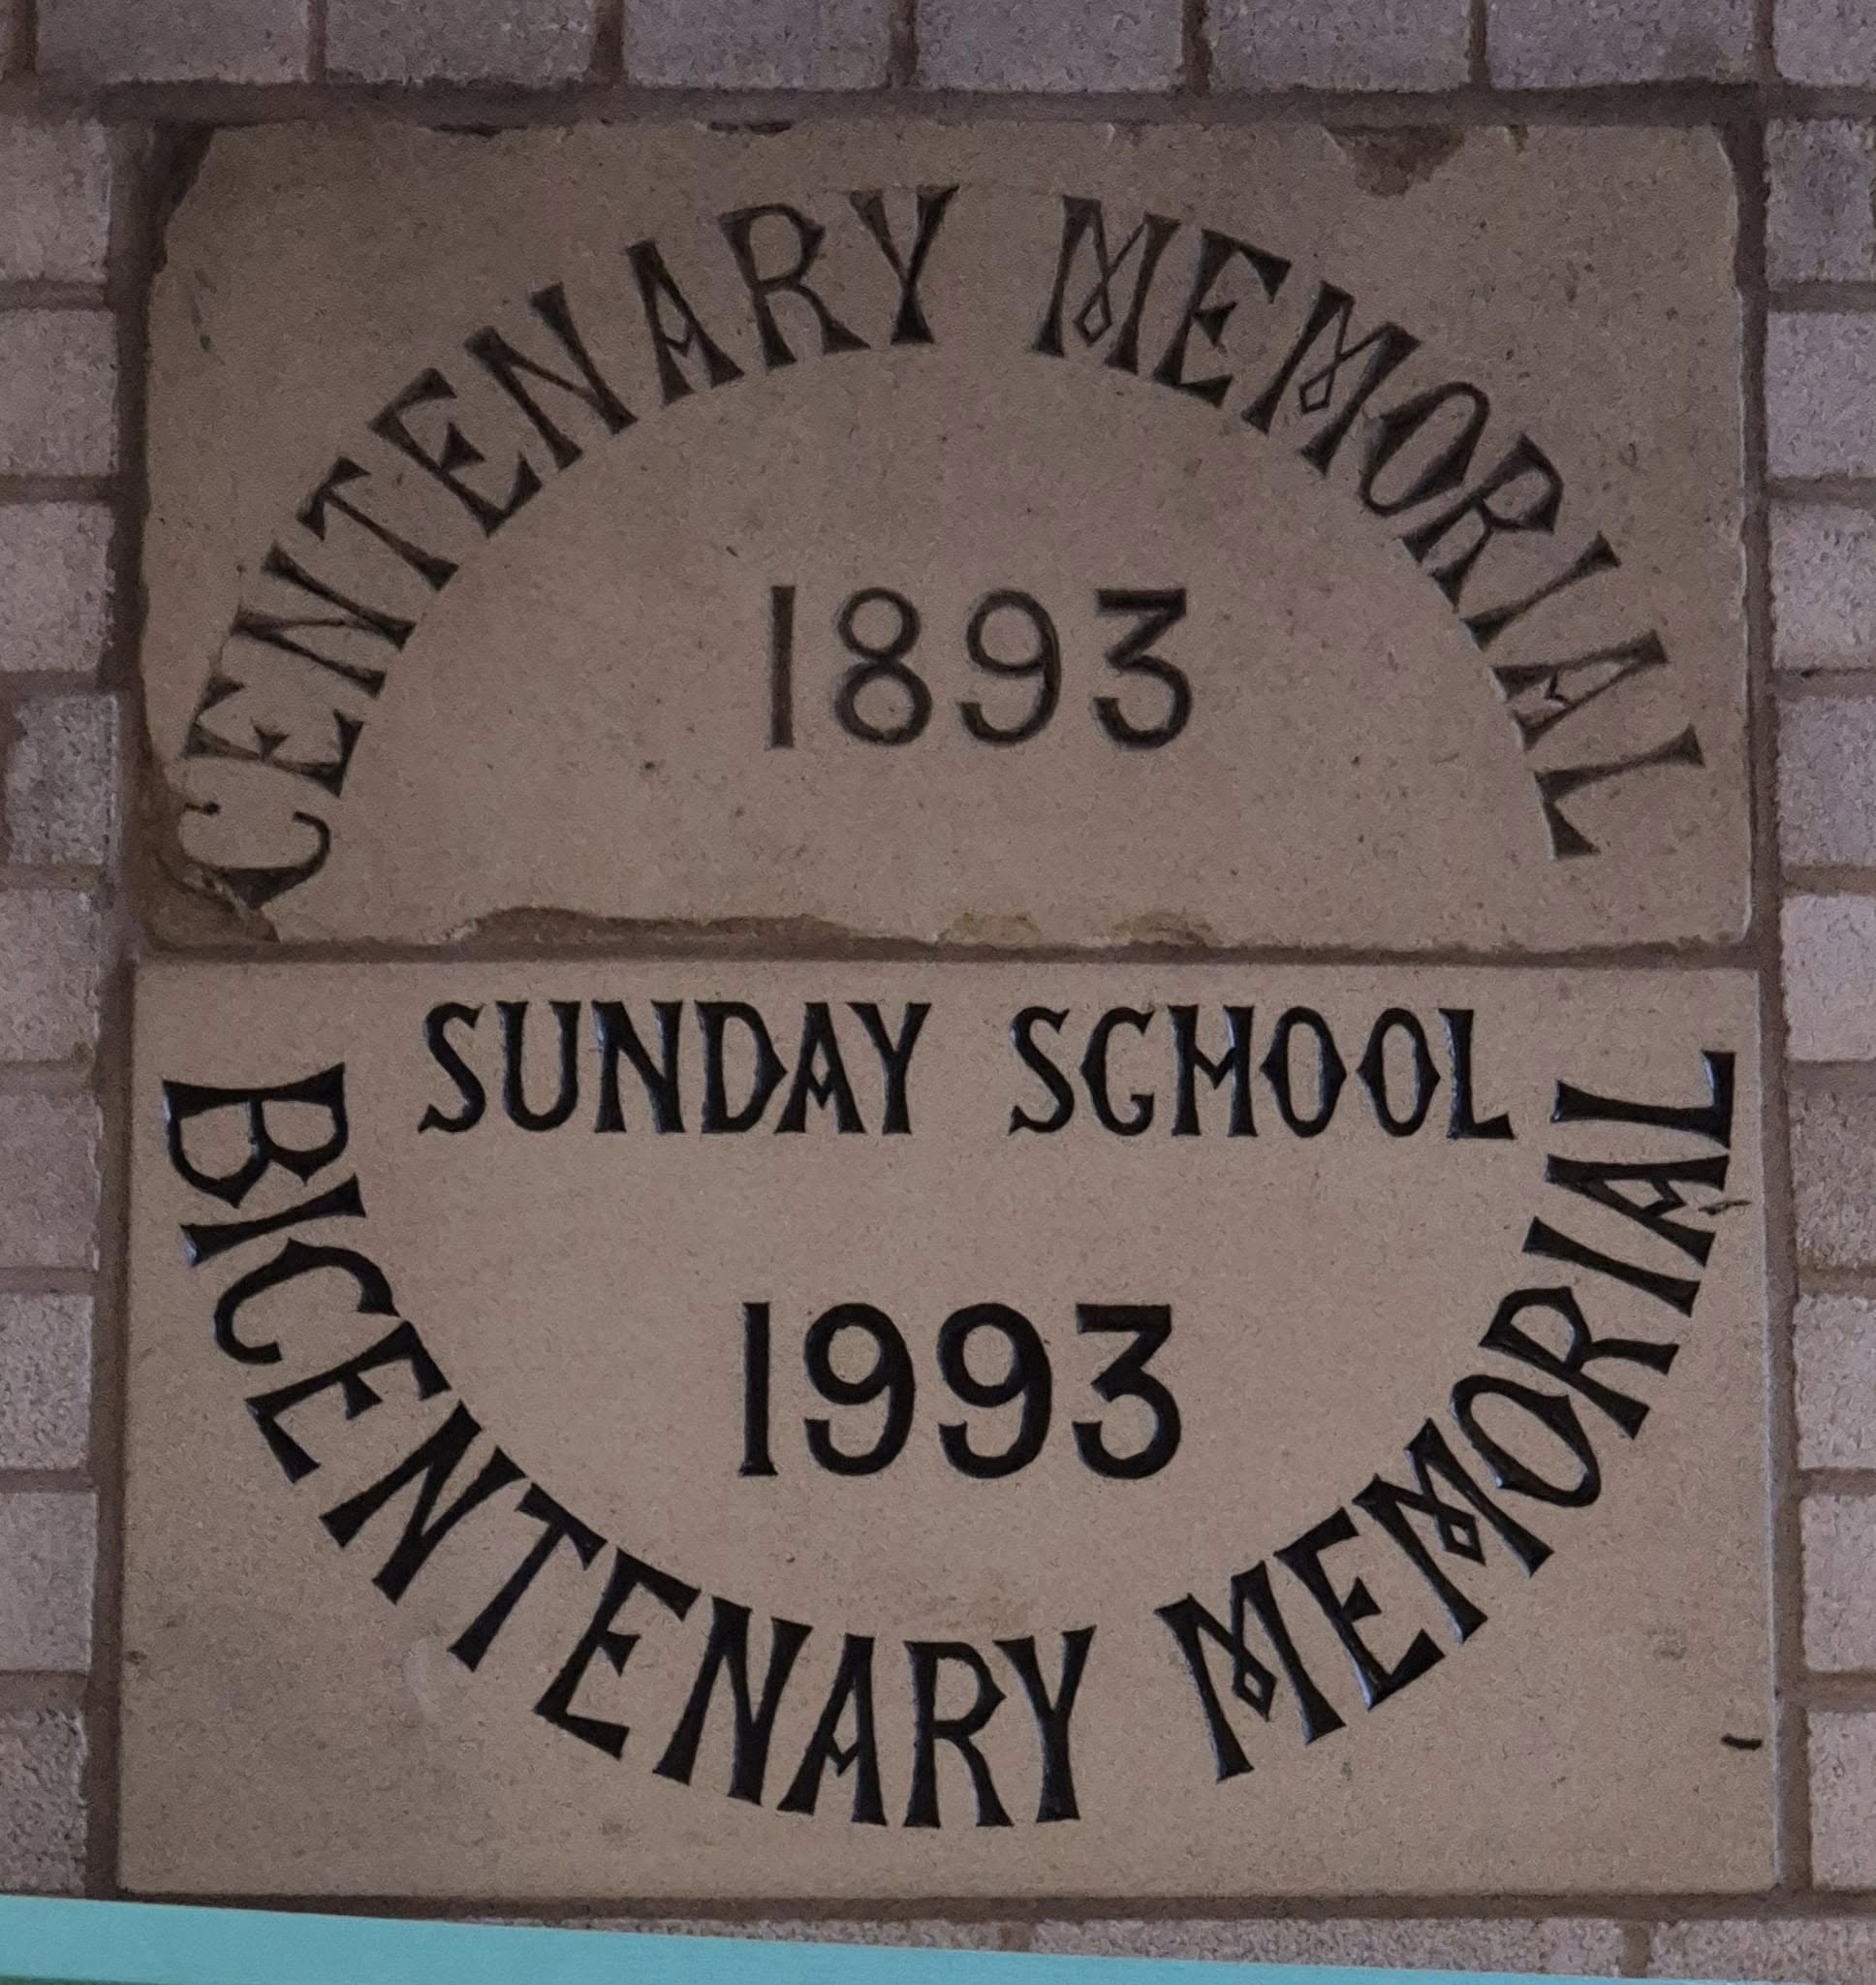 CENTENARY MEMORIAL
1893
SUNDAY SCHOOL
1993
BICENTENARY MEMORIAL